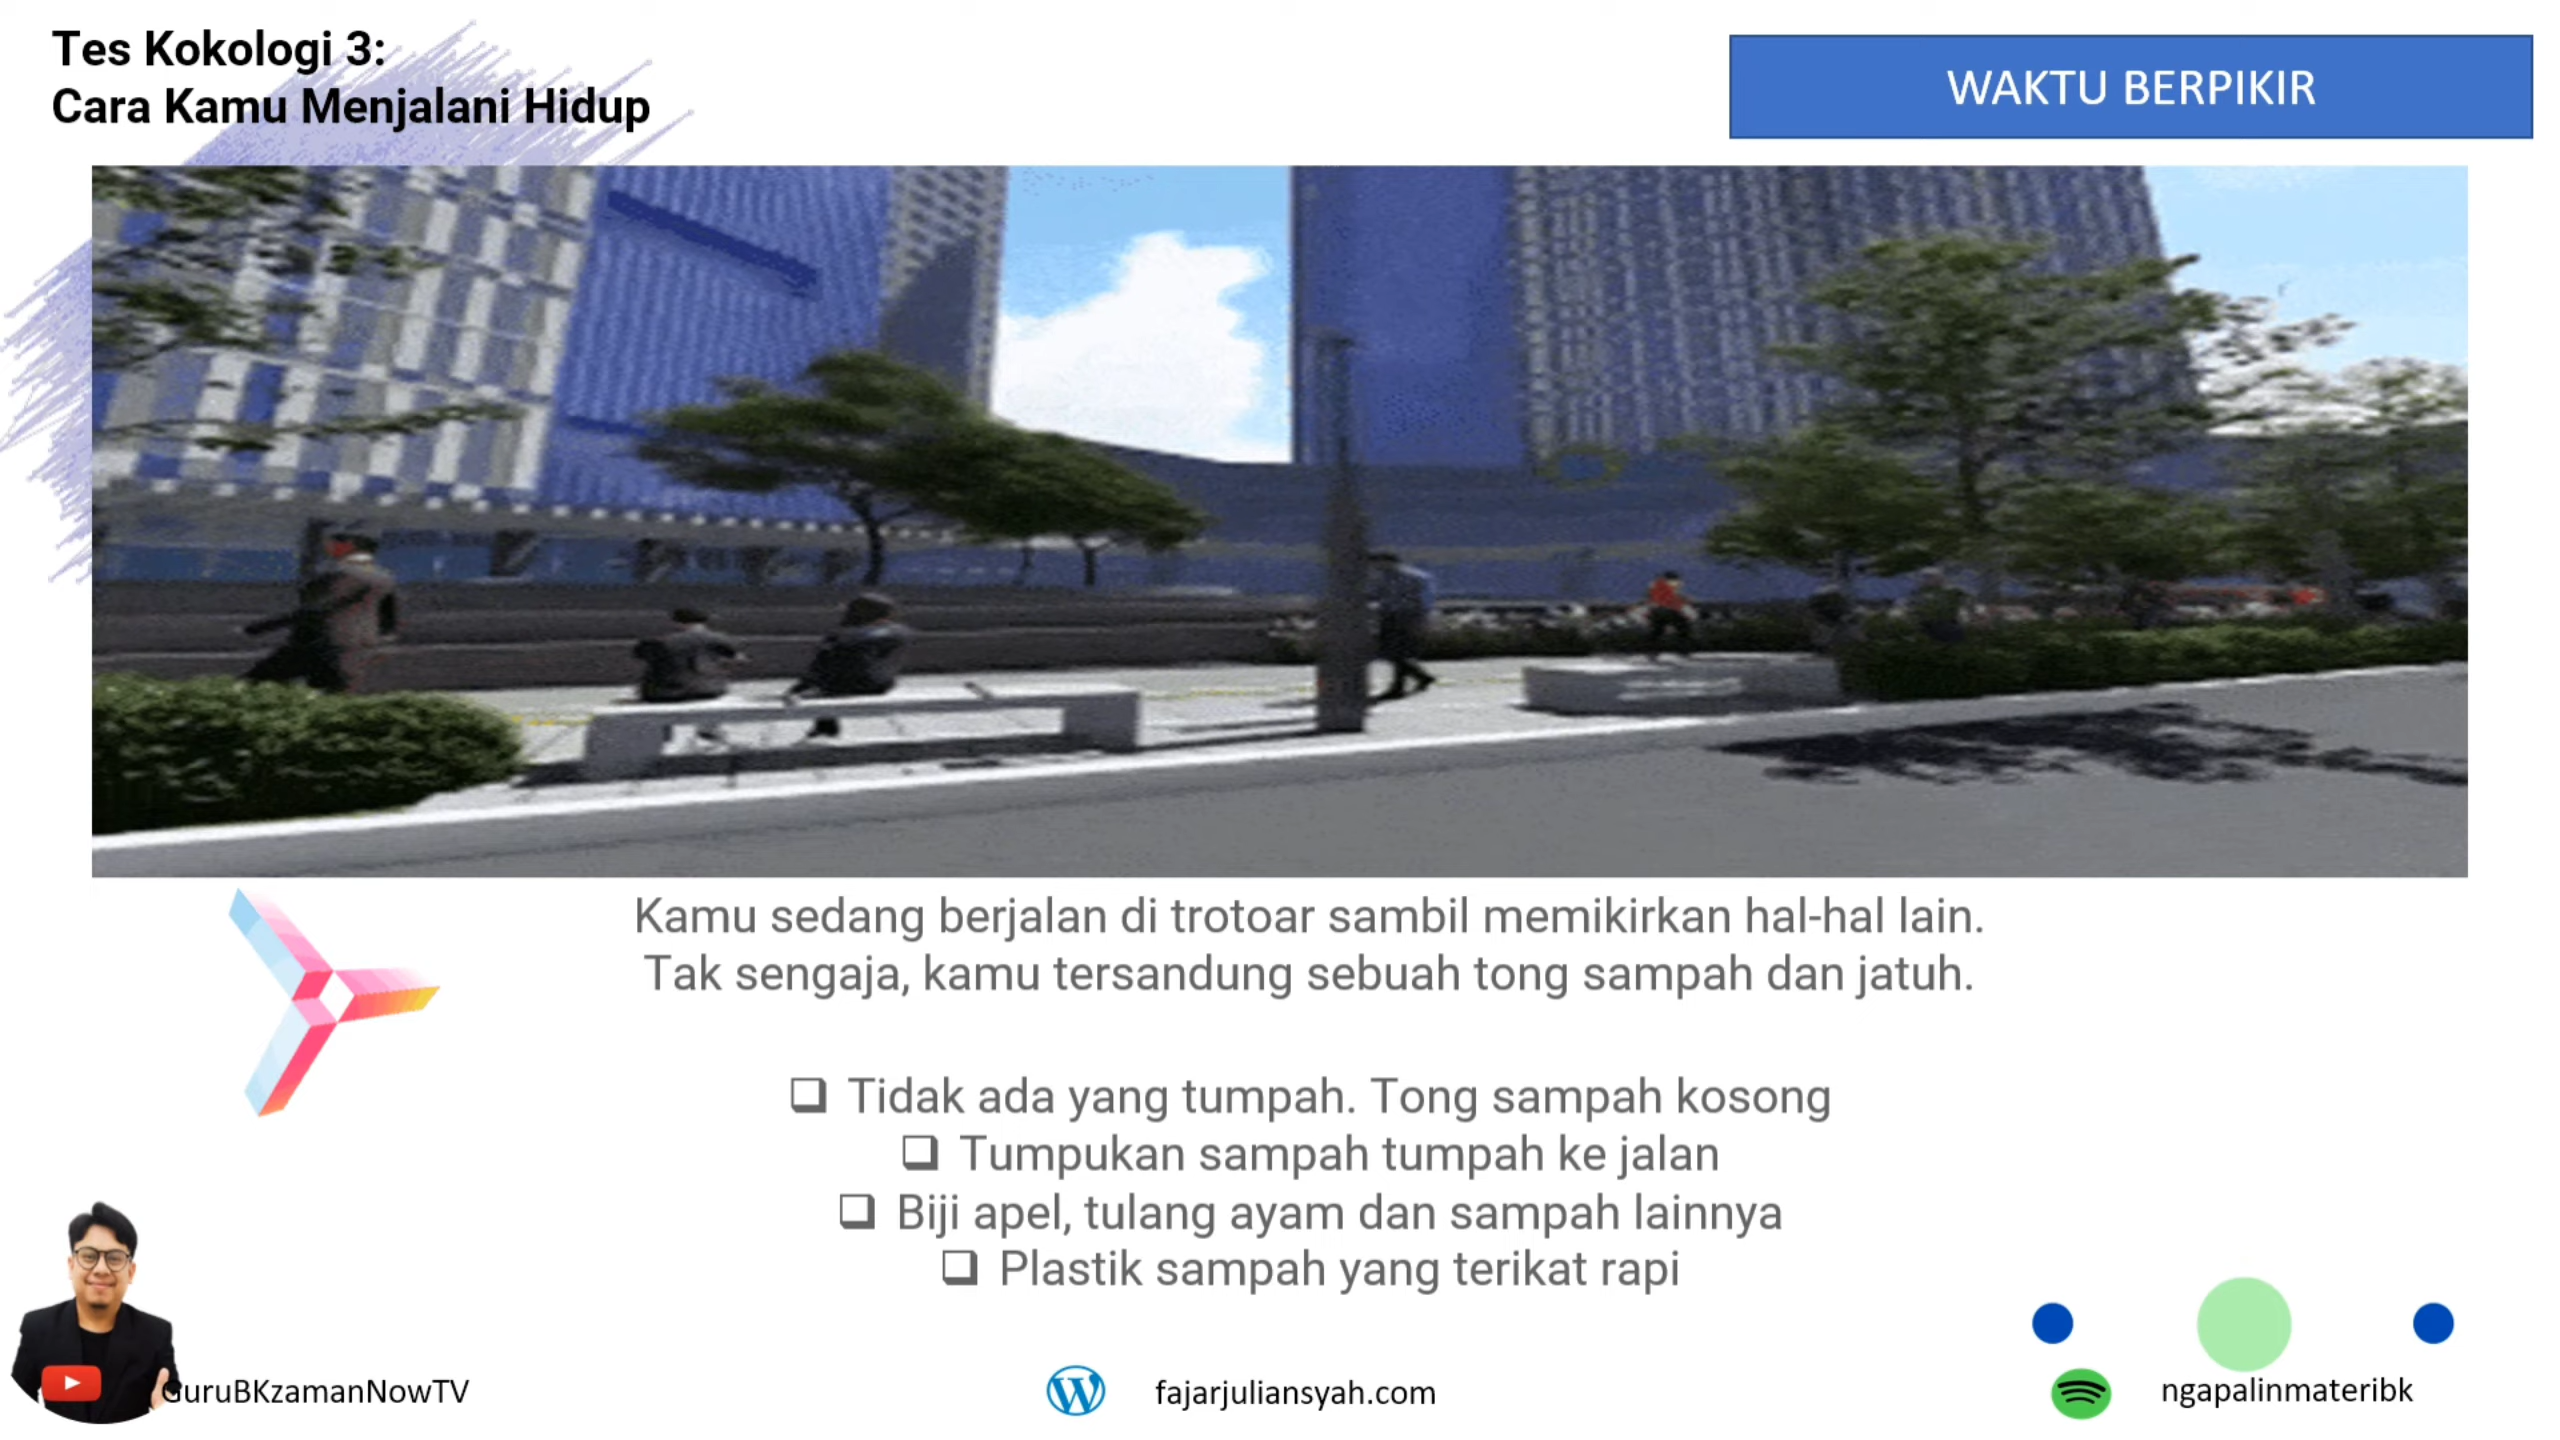 Tes Kokologi 3:
Cara Kamu Menjalani Hidup
WAKTU BERPIKIR
Kamu sedang berjalan di trotoar sambil memikirkan hal-hal lain.
Tak sengaja, kamu tersandung sebuah tong sampah dan jatuh.
❑ Tidak ada yang tumpah. Tong sampah kosong
❑ Tumpukan sampah tumpah ke jalan
❑ Biji apel, tulang ayam dan sampah lainnya
❑ Plastik sampah yang terikat rapi
GuruBKzamanNowTV
fajarjuliansyah.com
ngapalinmateribk